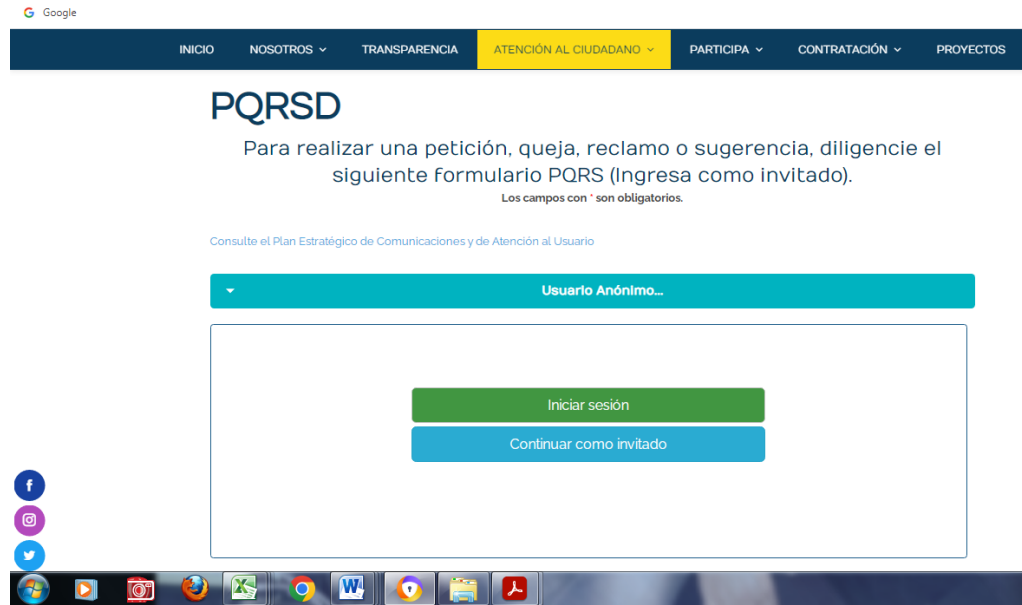 Google
INICIO NOSOTROS TRANSPARENCIA ATENCIÓN AL CIUDADANO PARTICIPA CONTRATACIÓN PROYECTOS
PQRSD
Para realizar una petición, queja, reclamo o sugerencia, diligencie el
siguiente formulario PQRS (Ingresa como invitado).
Los campos con * son obligatorios.
Consulte el Plan Estratégico de Comunicaciones y de Atención al Usuario
Usuario Anónimo...
Iniciar sesión
Continuar como invitado